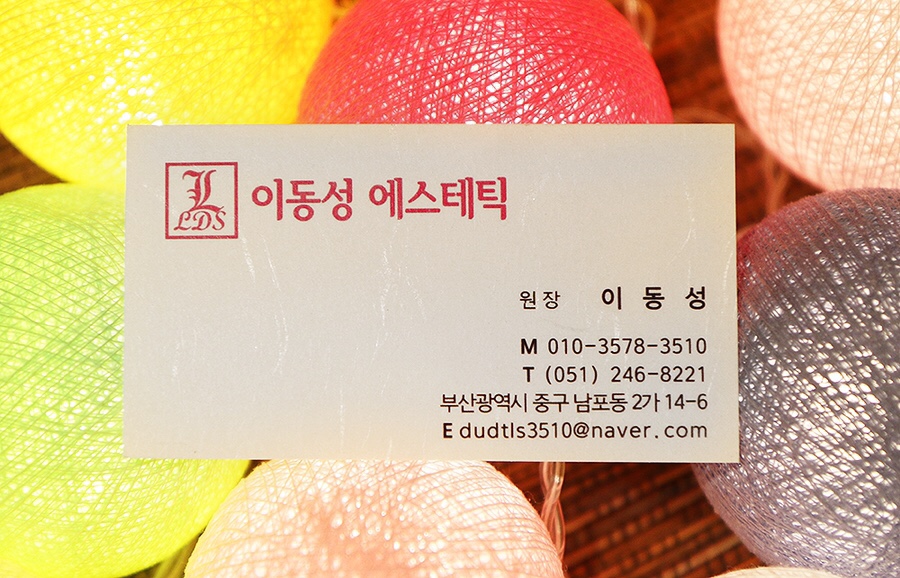 L
LDS
이동성 에스테틱
원장 이 동 성
M 010-3578-3510
T (051) 246-8221
부산광역시 중구 남포동 2가 14-6
E dudtls3510@naver.com